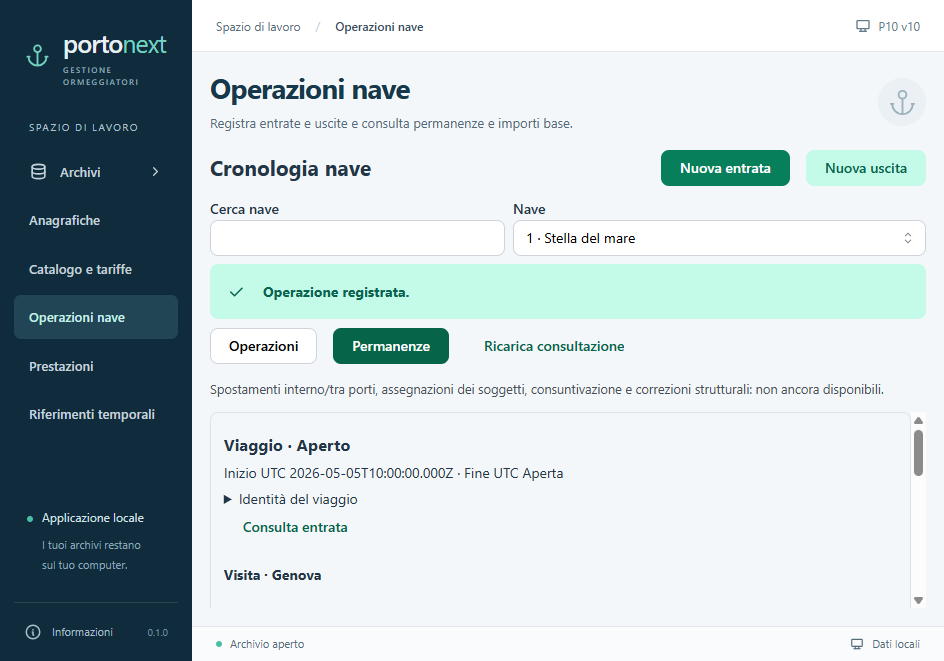 portonext
GESTIONE
ORMEGGIATORI
SPAZIO DI LAVORO
Archivi
Anagrafiche
Catalogo e tariffe
Operazioni nave
Prestazioni
Riferimenti temporali
Applicazione locale
I tuoi archivi restano
sul tuo computer.
Informazioni 0.1.0
Spazio di lavoro / Operazioni nave P10 v10
Operazioni nave
Registra entrate e uscite e consulta permanenze e importi base.
Cronologia nave Nuova entrata Nuova uscita
Cerca nave Nave
1 · Stella del mare
Operazione registrata.
Operazioni Permanenze Ricarica consultazione
Spostamenti interno/tra porti, assegnazioni dei soggetti, consuntivazione e correzioni strutturali: non ancora disponibili.
Viaggio · Aperto
Inizio UTC 2026-05-05T10:00:00.000Z · Fine UTC Aperta
Identità del viaggio
Consulta entrata
Visita · Genova
Archivio aperto Dati locali